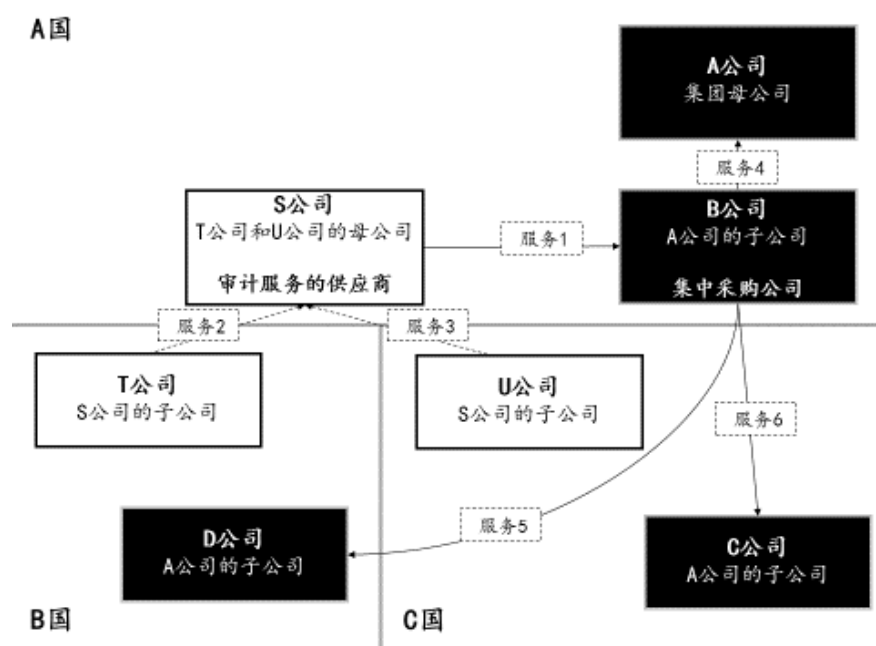 A国
A公司
集团母公司
服务4
S公司
T公司和U公司的母公司
审计服务的供应商
服务1
B公司
A公司的子公司
集中采购公司
服务2
服务3
T公司
S公司的子公司
U公司
S公司的子公司
服务6
服务5
D公司
A公司的子公司
C公司
A公司的子公司
B国
C国